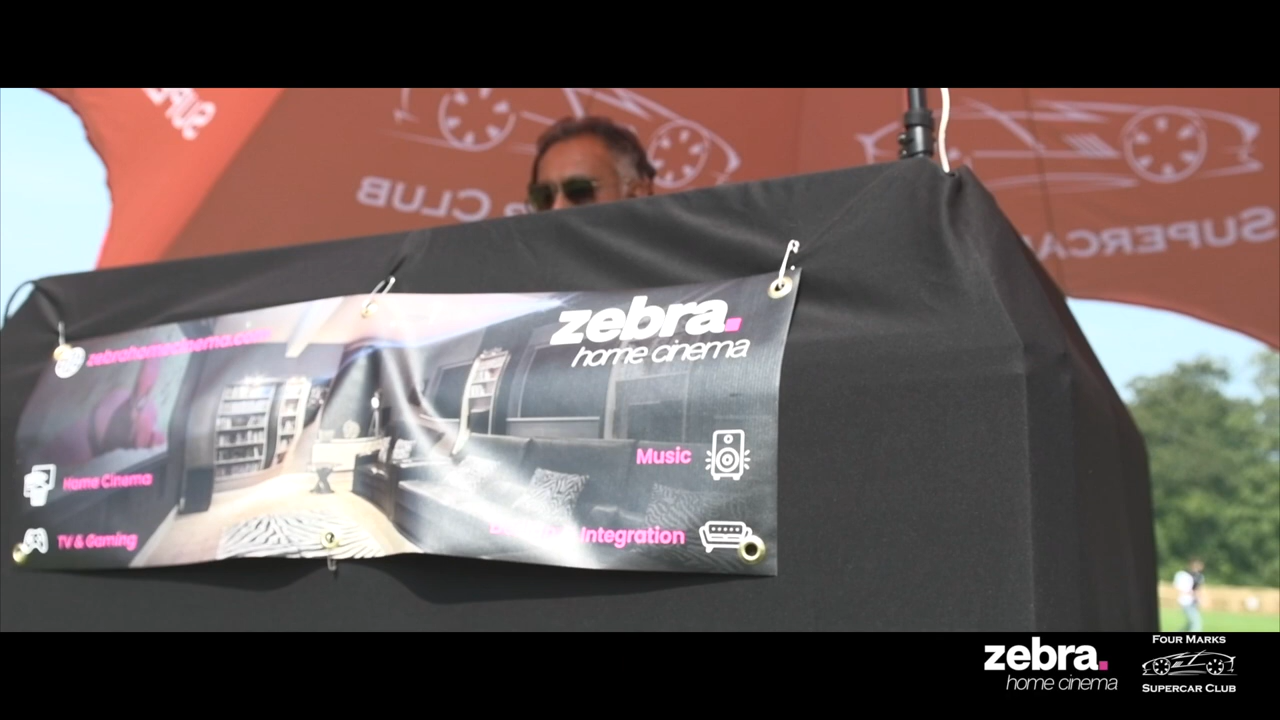 SUPE
CLUB
SUPERCA
zebra.
home cinema
zebrahomecinema.com
Music
Home Cinema
Integration
TV & Gaming
zebra.
home cinema
FOUR MARKS
SUPERCAR CLUB